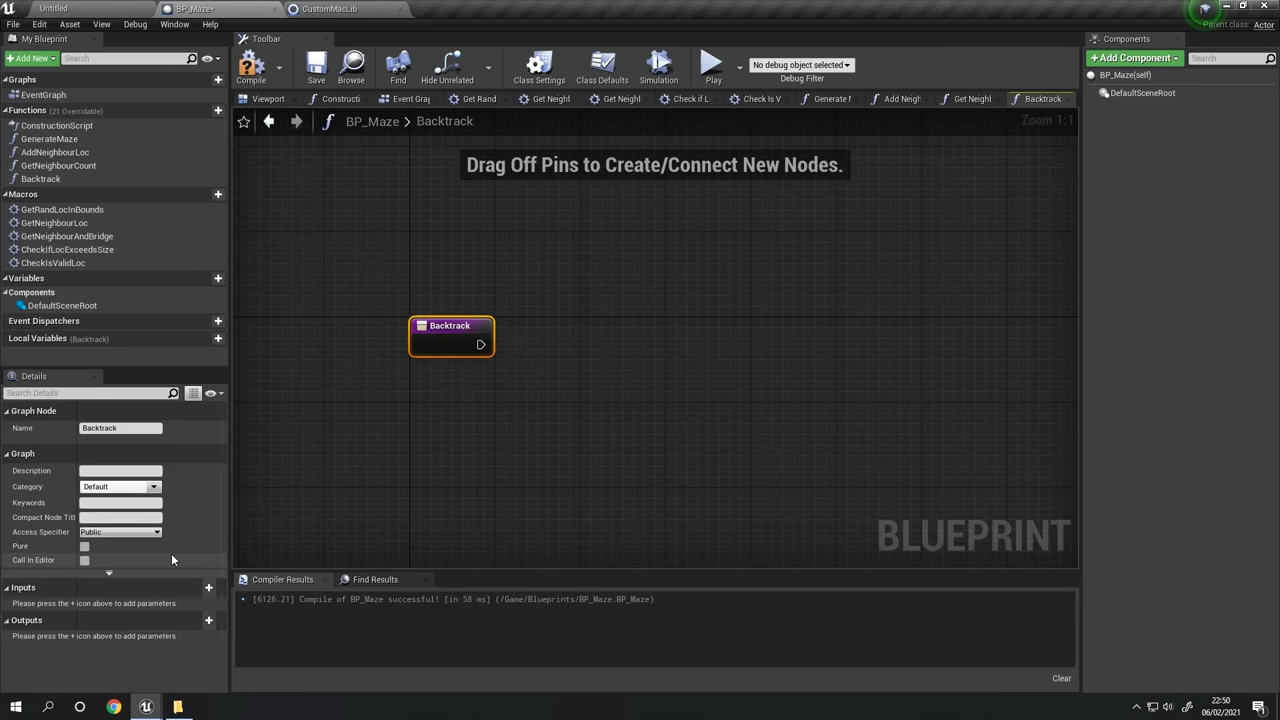 Untitled
BP_Maze*
CustomMacLib
File Edit Asset View Debug Window Help
Parent class: Actor
My Blueprint
Add New Search
Graphs
EventGraph
Functions (21 Overridable)
ConstructionScript
GenerateMaze
AddNeighbourLoc
GetNeighbourCount
Backtrack
Macros
GetRandLocInBounds
GetNeighbourLoc
GetNeighbourAndBridge
CheckIfLocExceedsSize
CheckIsValidLoc
Variables
Components
DefaultSceneRoot
Event Dispatchers
Local Variables (Backtrack)
Details
Search Details
Graph Node
Name Backtrack
Graph
Description
Category Default
Keywords
Compact Node Titl
Access Specifier Public
Pure
Call In Editor
Inputs
Please press the + icon above to add parameters
Outputs
Please press the + icon above to add parameters
Toolbar
Compile Save Browse Find Hide Unrelated Class Settings Class Defaults Simulation Play
No debug object selected
Debug Filter
Viewport Constructi Event Grap Get Rand Get Neighl Get Neighl Check if L Check Is V Generate M Add Neigh Get Neighl Backtrack
BP_Maze > Backtrack
Zoom 1:1
Drag Off Pins to Create/Connect New Nodes.
Backtrack
BLUEPRINT
Compiler Results
Find Results
[6126.21] Compile of BP_Maze successful! [in 58 ms] (/Game/Blueprints/BP_Maze.BP_Maze)
Clear
Components
Add Component Search
BP_Maze(self)
DefaultSceneRoot
22:50
06/02/2021